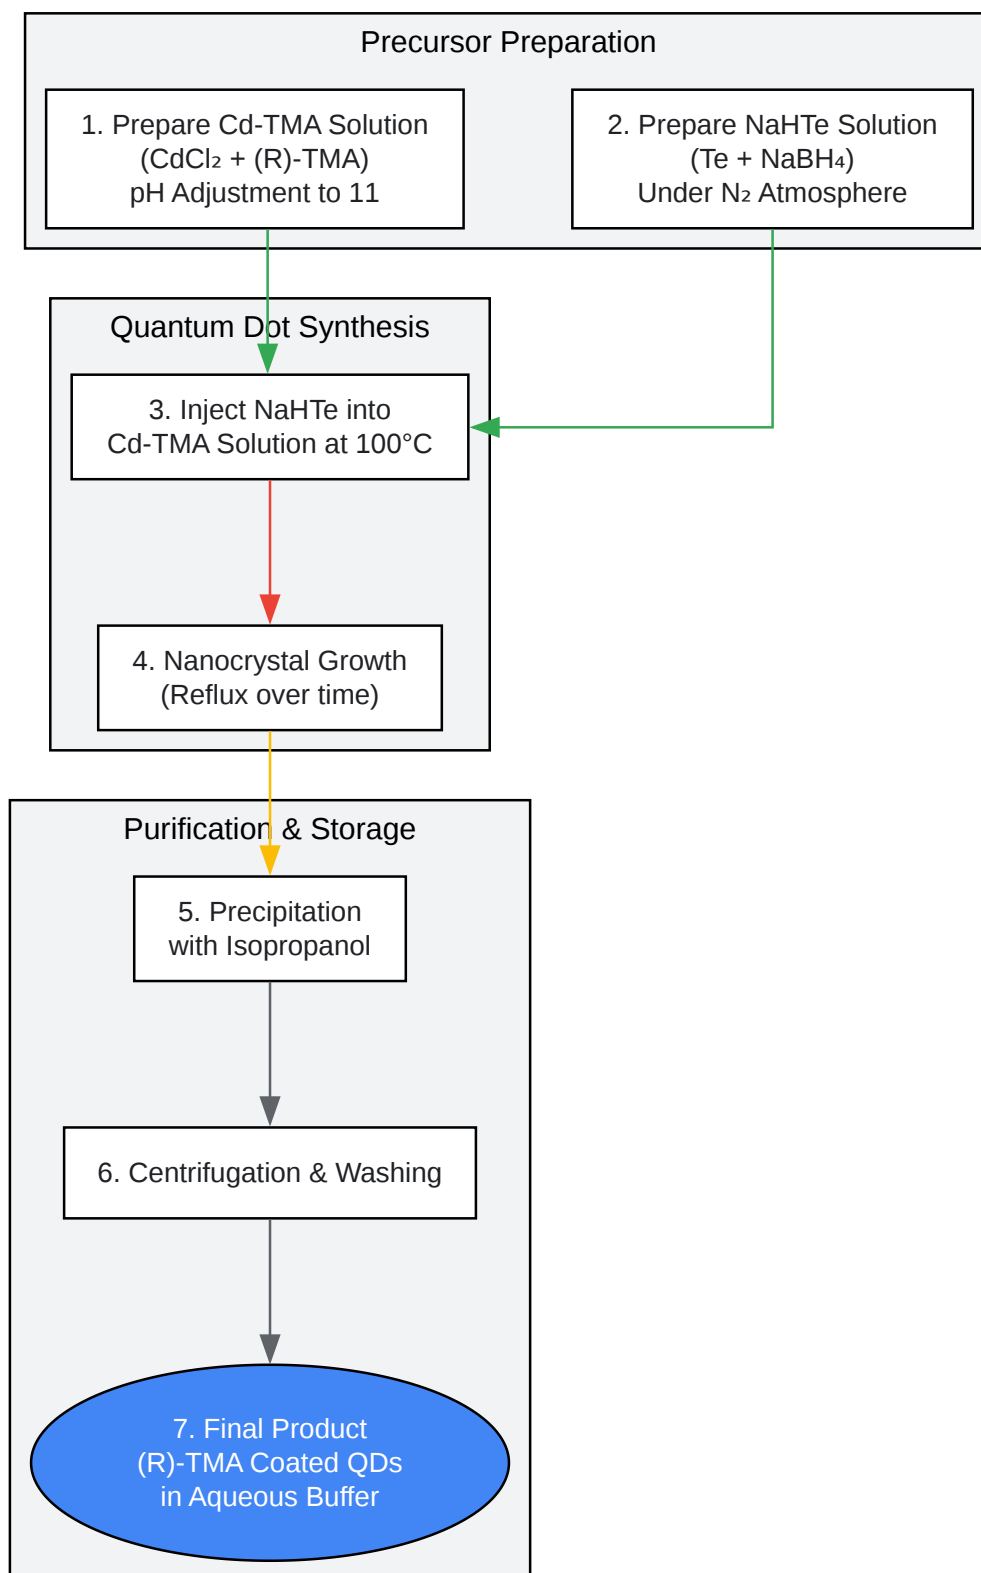 Precursor Preparation
1. Prepare Cd-TMA Solution
(CdCl₂ + (R)-TMA)
pH Adjustment to 11
2. Prepare NaHTe Solution
(Te + NaBH₄)
Under N₂ Atmosphere
Quantum Dot Synthesis
3. Inject NaHTe into
Cd-TMA Solution at 100°C
4. Nanocrystal Growth
(Reflux over time)
Purification & Storage
5. Precipitation
with Isopropanol
6. Centrifugation & Washing
7. Final Product
(R)-TMA Coated QDs
in Aqueous Buffer